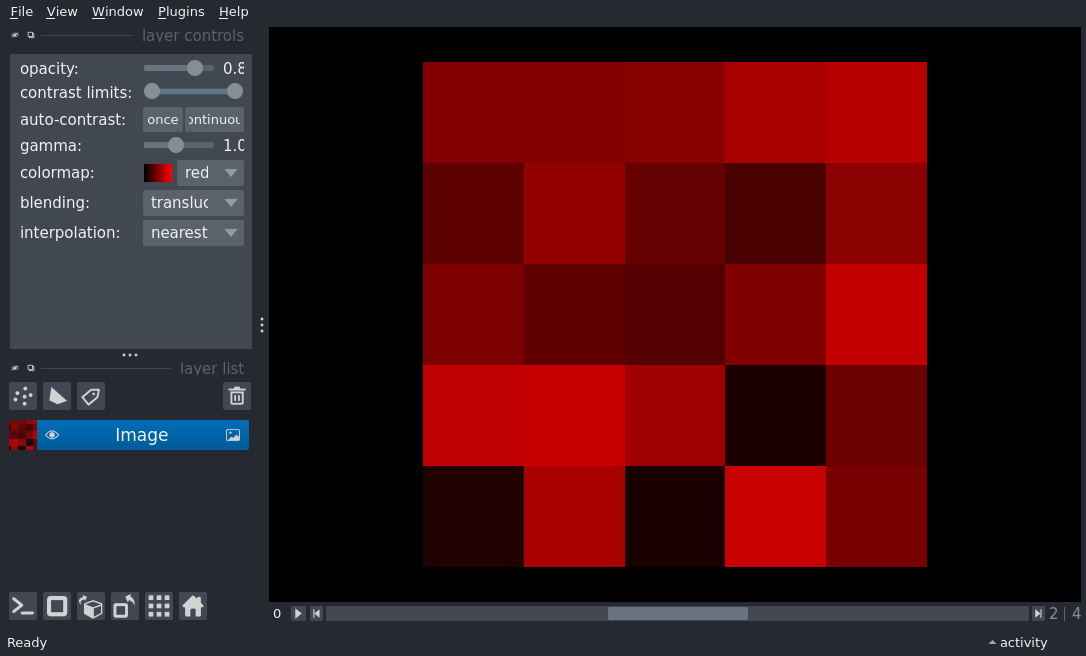 File View Window Plugins Help
layer controls
opacity: 0.8
contrast limits:
auto-contrast: once ontinuou
gamma: 1.0
colormap: red
blending: transluc
interpolation: nearest
layer list
Image
0 2 | 4
Ready activity